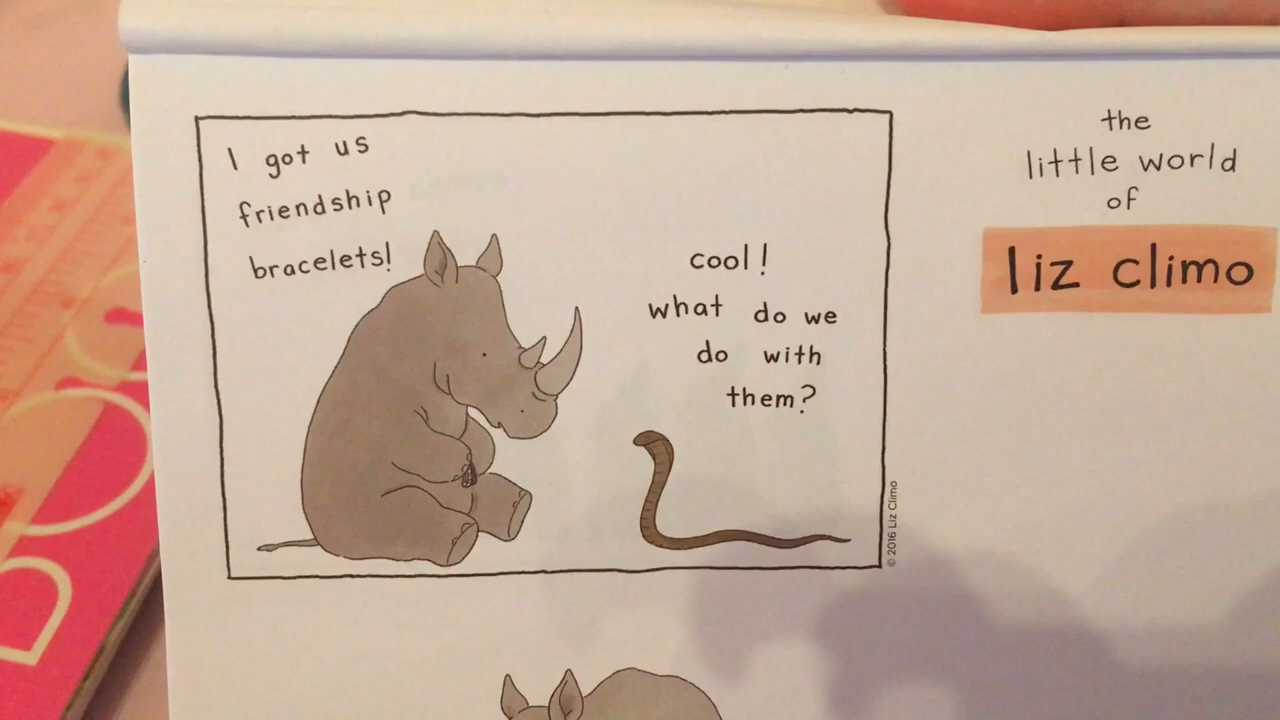 I got us
friendship
bracelets!
cool!
what do we
do with
them?
© 2016 Liz Climo
the
little world
of
liz climo